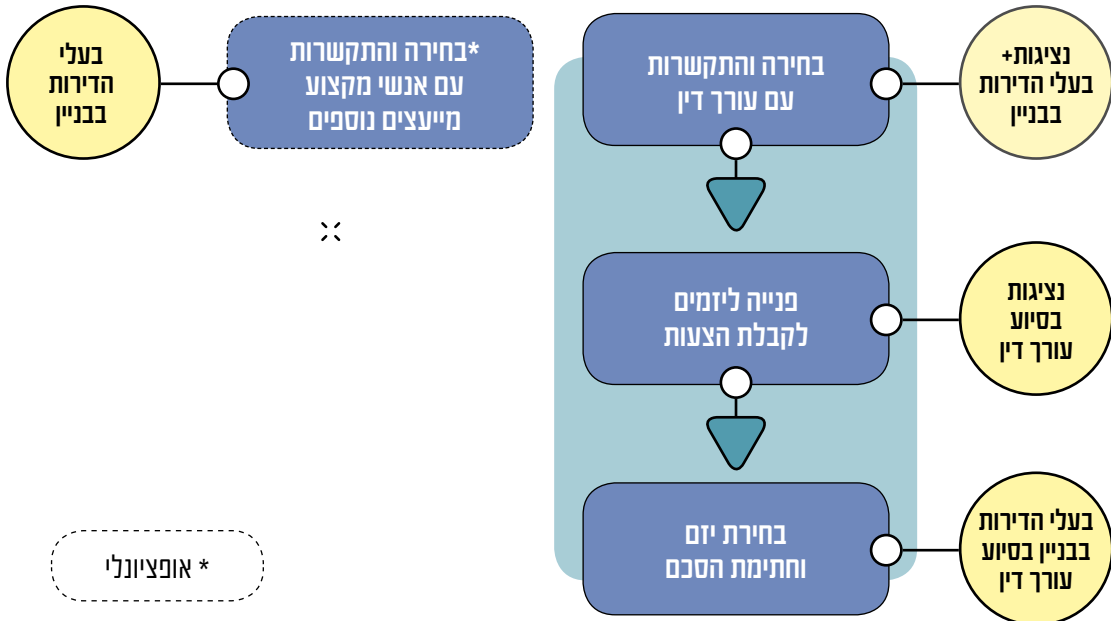 נציגות+
בעלי הדירות
בבניין
בחירה והתקשרות
עם עורך דין
*בחירה והתקשרות
עם אנשי מקצוע
מייעצים נוספים
בעלי
הדירות
בבניין
נציגות
בסיוע
עורך דין
פנייה ליזמים
לקבלת הצעות
בעלי הדירות
בבניין בסיוע
עורך דין
בחירת יזם
וחתימת הסכם
* אופציונלי